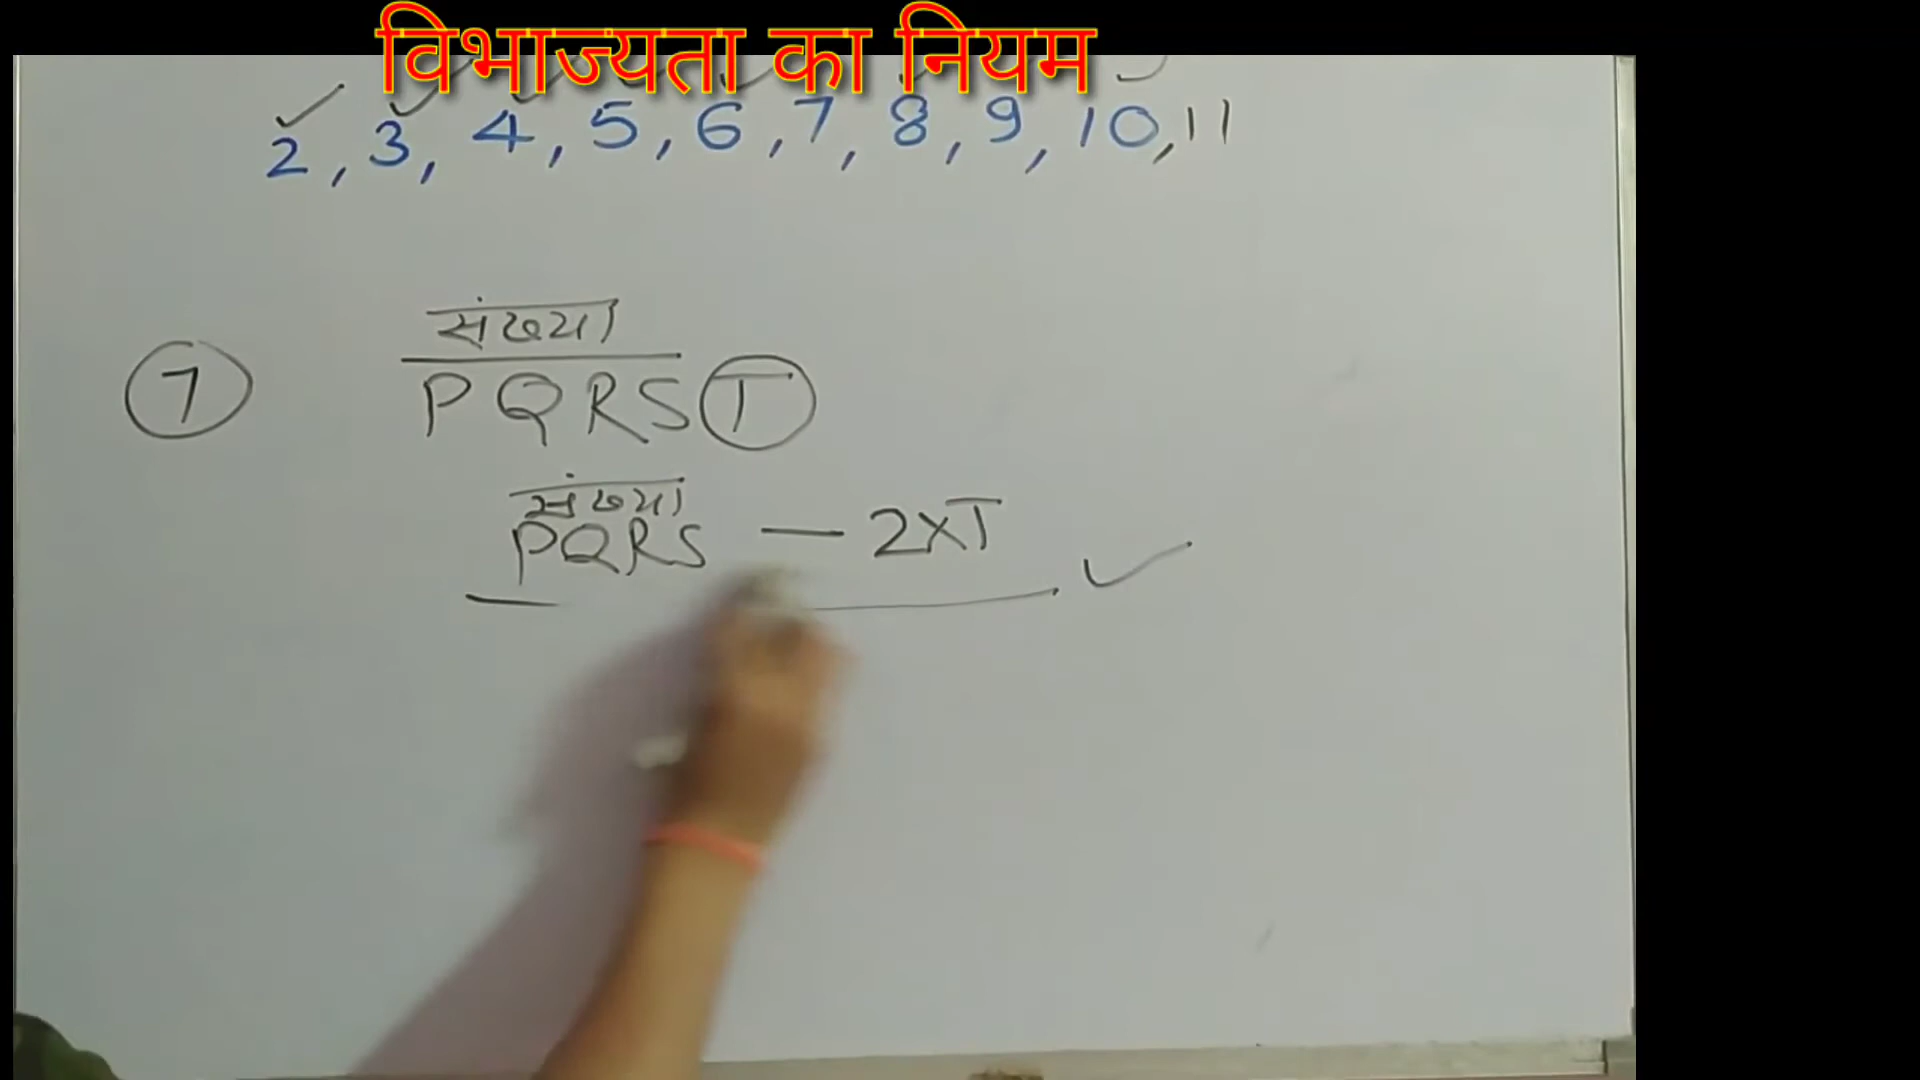 विभाज्यता का नियम
2, 3, 4, 5, 6, 7, 8, 9, 10, 11
संख्या
7 PQRST
संख्या
PQRS — 2×T